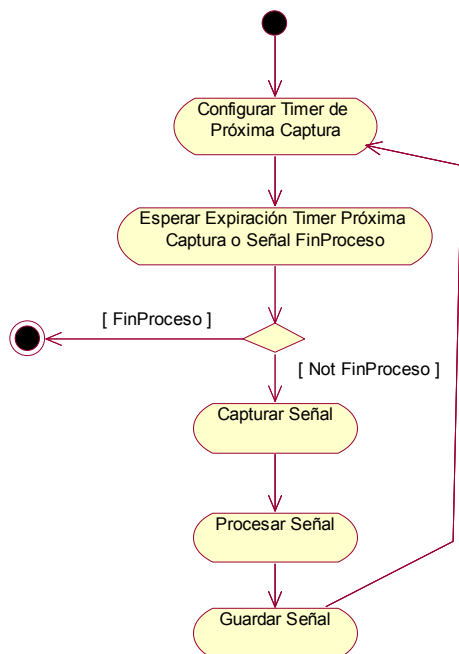 Configurar Timer de
Próxima Captura
Esperar Expiración Timer Próxima
Captura o Señal FinProceso
[ FinProceso ]
[ Not FinProceso ]
Capturar Señal
Procesar Señal
Guardar Señal